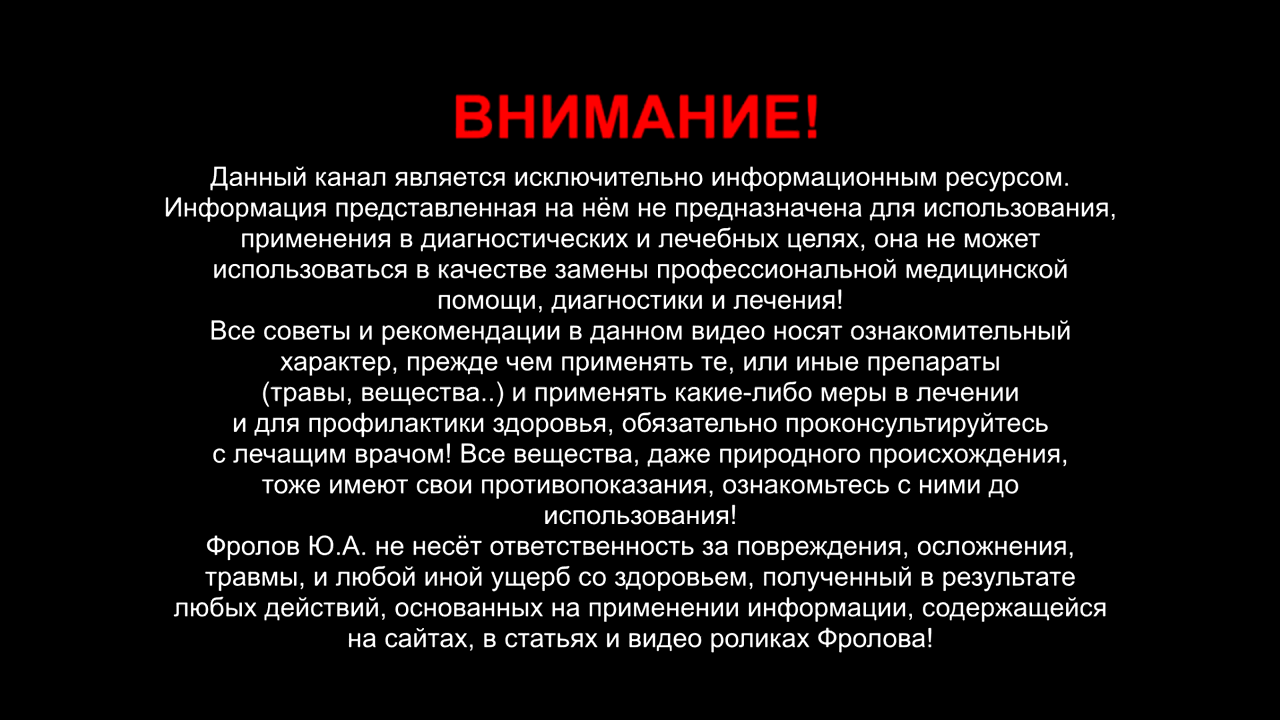 ВНИМАНИЕ!
Данный канал является исключительно информационным ресурсом.
Информация представленная на нём не предназначена для использования,
применения в диагностических и лечебных целях, она не может
использоваться в качестве замены профессиональной медицинской
помощи, диагностики и лечения!
Все советы и рекомендации в данном видео носят ознакомительный
характер, прежде чем применять те, или иные препараты
(травы, вещества..) и применять какие-либо меры в лечении
и для профилактики здоровья, обязательно проконсультируйтесь
с лечащим врачом! Все вещества, даже природного происхождения,
тоже имеют свои противопоказания, ознакомьтесь с ними до
использования!
Фролов Ю.А. не несёт ответственность за повреждения, осложнения,
травмы, и любой иной ущерб со здоровьем, полученный в результате
любых действий, основанных на применении информации, содержащейся
на сайтах, в статьях и видео роликах Фролова!